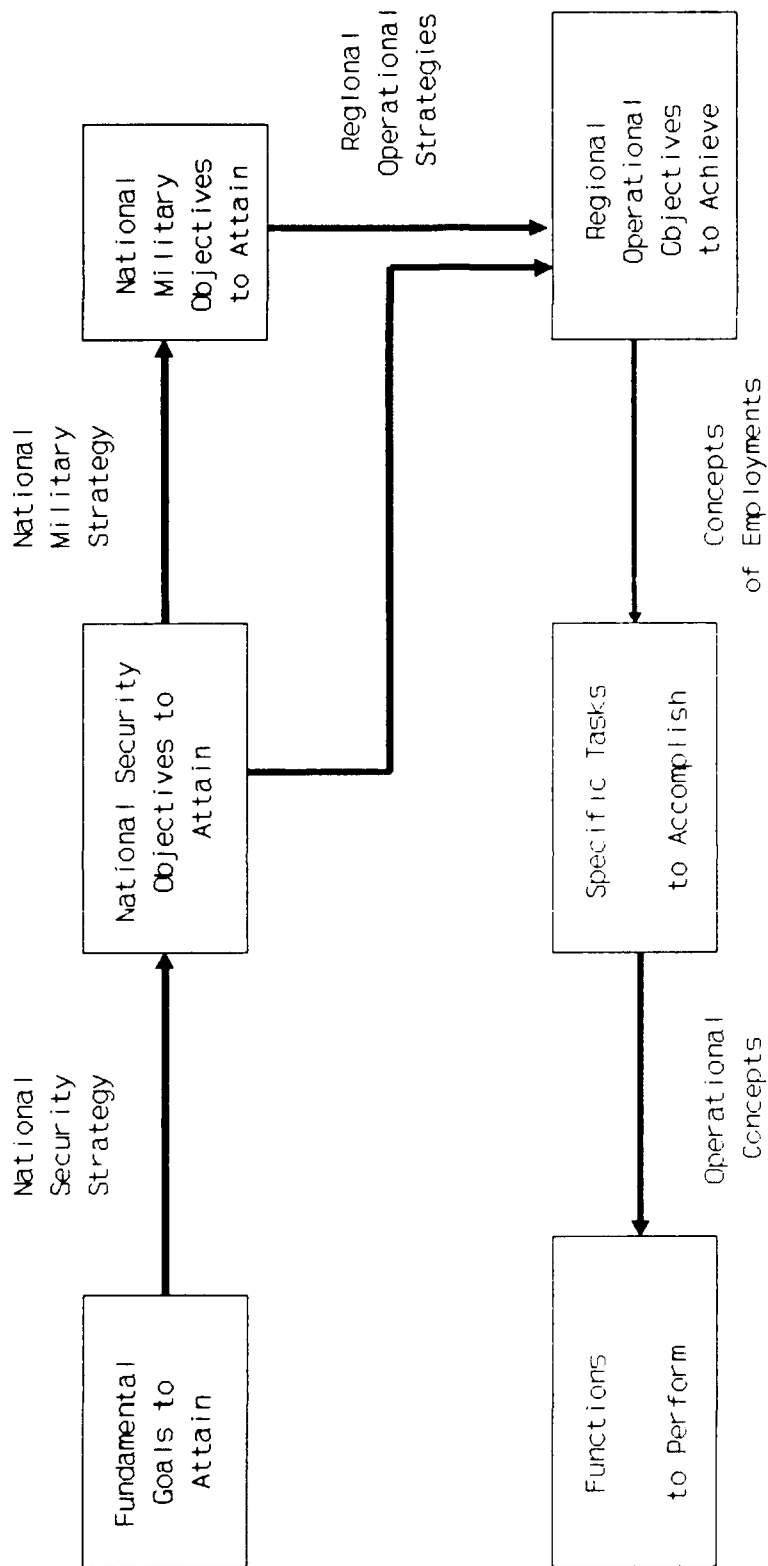 National
Security
Strategy
National
Military
Strategy
Fundamental
Goals to
Attain
National Security
Objectives to
Attain
National
Military
Objectives
to Attain
Regional
Operational
Strategies
Functions
to Perform
Specific Tasks
to Accomplish
Regional
Operational
Objectives
to Achieve
Operational
Concepts
Concepts
of Employments